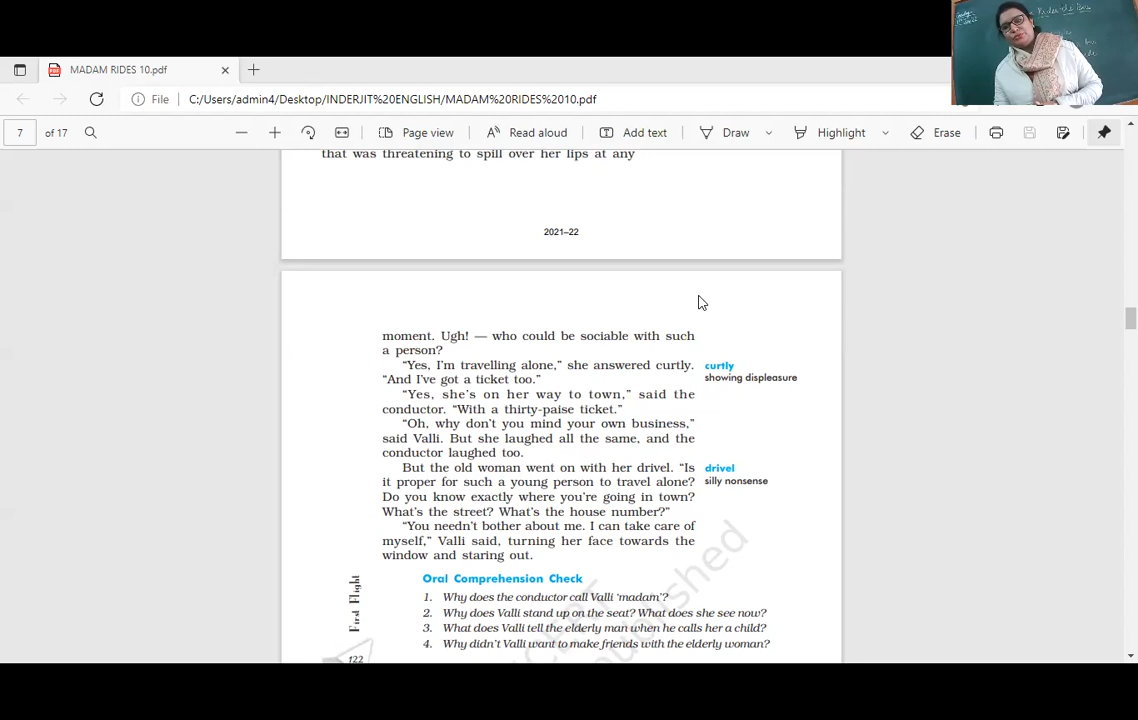 MADAM RIDES 10.pdf
File C:/Users/admin4/Desktop/INDERJIT%20ENGLISH/MADAM%20RIDES%2010.pdf
7 of 17 Page view Read aloud Add text Draw Highlight Erase
that was threatening to spill over her lips at any
2021–22
moment. Ugh! — who could be sociable with such
a person?
“Yes, I’m travelling alone,” she answered curtly.
“And I’ve got a ticket too.”
curtly
showing displeasure
“Yes, she’s on her way to town,” said the
conductor. “With a thirty-paise ticket.”
“Oh, why don’t you mind your own business,”
said Valli. But she laughed all the same, and the
conductor laughed too.
But the old woman went on with her drivel. “Is
it proper for such a young person to travel alone?
Do you know exactly where you’re going in town?
What’s the street? What’s the house number?”
drivel
silly nonsense
“You needn’t bother about me. I can take care of
myself,” Valli said, turning her face towards the
window and staring out.
Oral Comprehension Check
1. Why does the conductor call Valli ‘madam’?
2. Why does Valli stand up on the seat? What does she see now?
3. What does Valli tell the elderly man when he calls her a child?
4. Why didn’t Valli want to make friends with the elderly woman?
First Flight
122
published